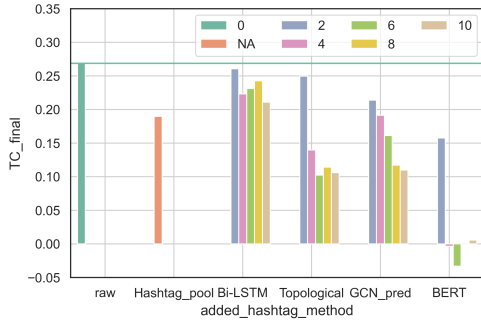 0.35
0 2 6 10
NA 4 8
0.30
0.25
0.20
0.15
0.10
0.05
0.00
−0.05
TC_final
raw Hashtag_pool Bi-LSTM Topological GCN_pred BERT
added_hashtag_method